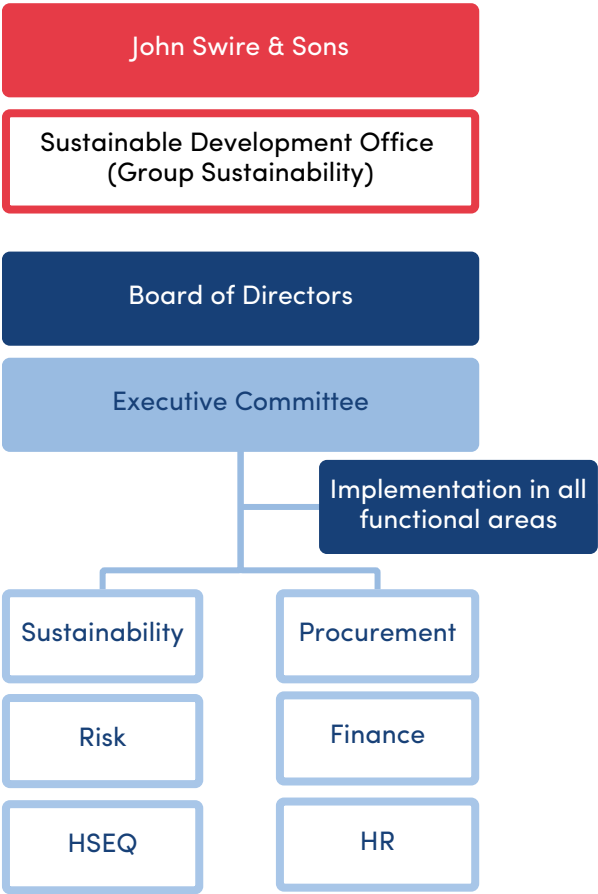 John Swire & Sons
Sustainable Development Office
(Group Sustainability)
Board of Directors
Executive Committee
Implementation in all
functional areas
Sustainability
Procurement
Risk
Finance
HSEQ
HR